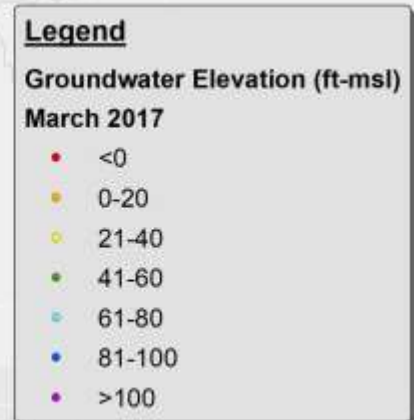 Legend
Groundwater Elevation (ft-msl)
March 2017
<0
0-20
21-40
41-60
61-80
81-100
>100